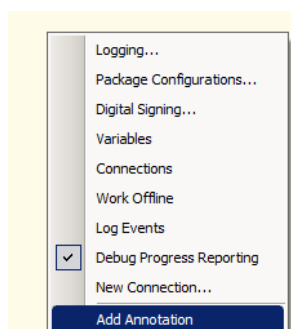 Logging...
Package Configurations...
Digital Signing...
Variables
Connections
Work Offline
Log Events
Debug Progress Reporting
New Connection...
Add Annotation